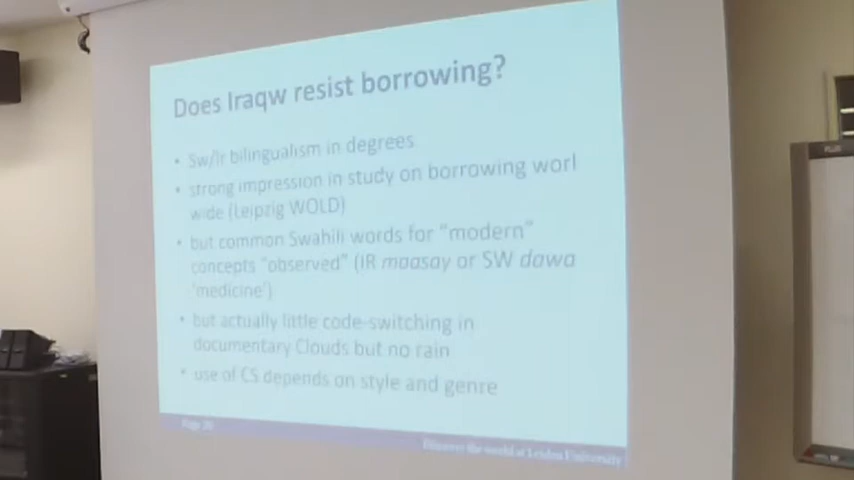 Does Iraqw resist borrowing?
• Sw/Ir bilingualism in degrees
• strong impression in study on borrowing worl
wide (Leipzig WOLD)
• but common Swahili words for "modern"
concepts "observed" (IR maasay or SW dawa
'medicine')
• but actually little code-switching in
documentary Clouds but no rain
• use of CS depends on style and genre
Page 20
Discover the world at Leiden University
PLUS